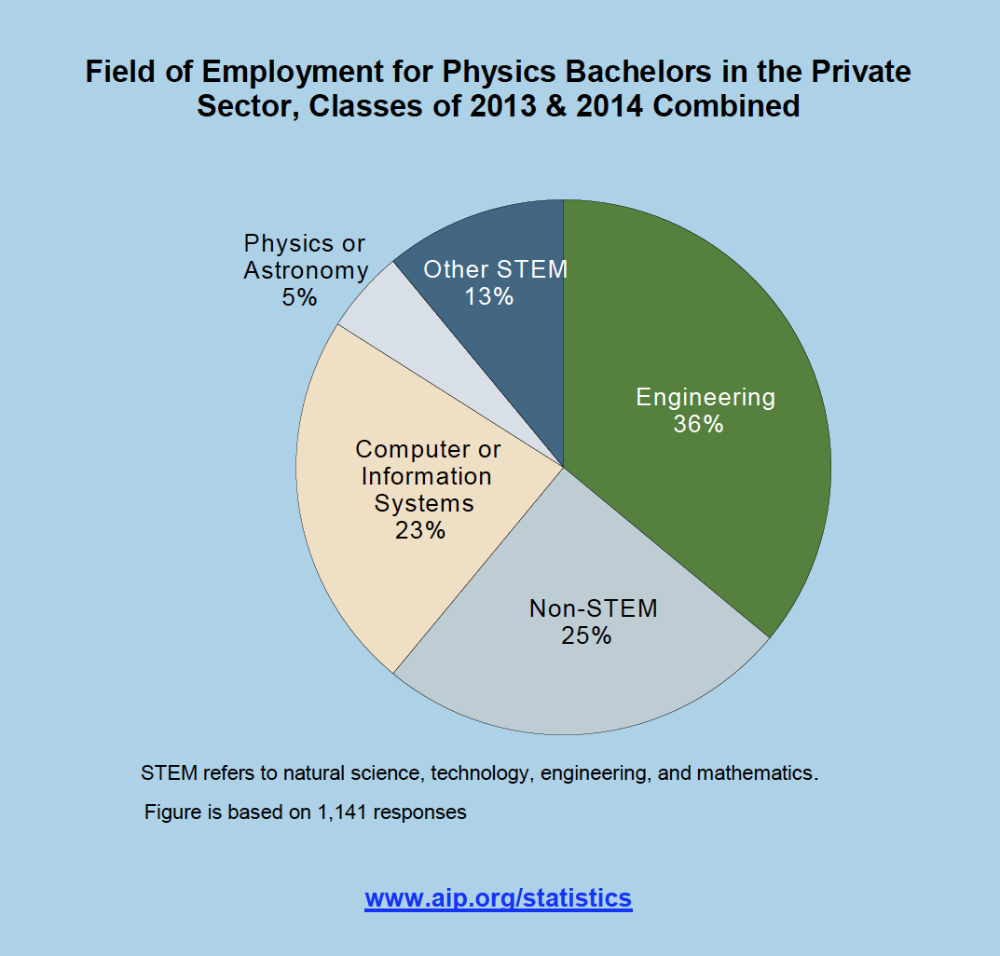 Field of Employment for Physics Bachelors in the Private
Sector, Classes of 2013 & 2014 Combined
Physics or
Astronomy
5%
Other STEM
13%
Engineering
36%
Computer or
Information
Systems
23%
Non-STEM
25%
STEM refers to natural science, technology, engineering, and mathematics.
Figure is based on 1,141 responses
www.aip.org/statistics